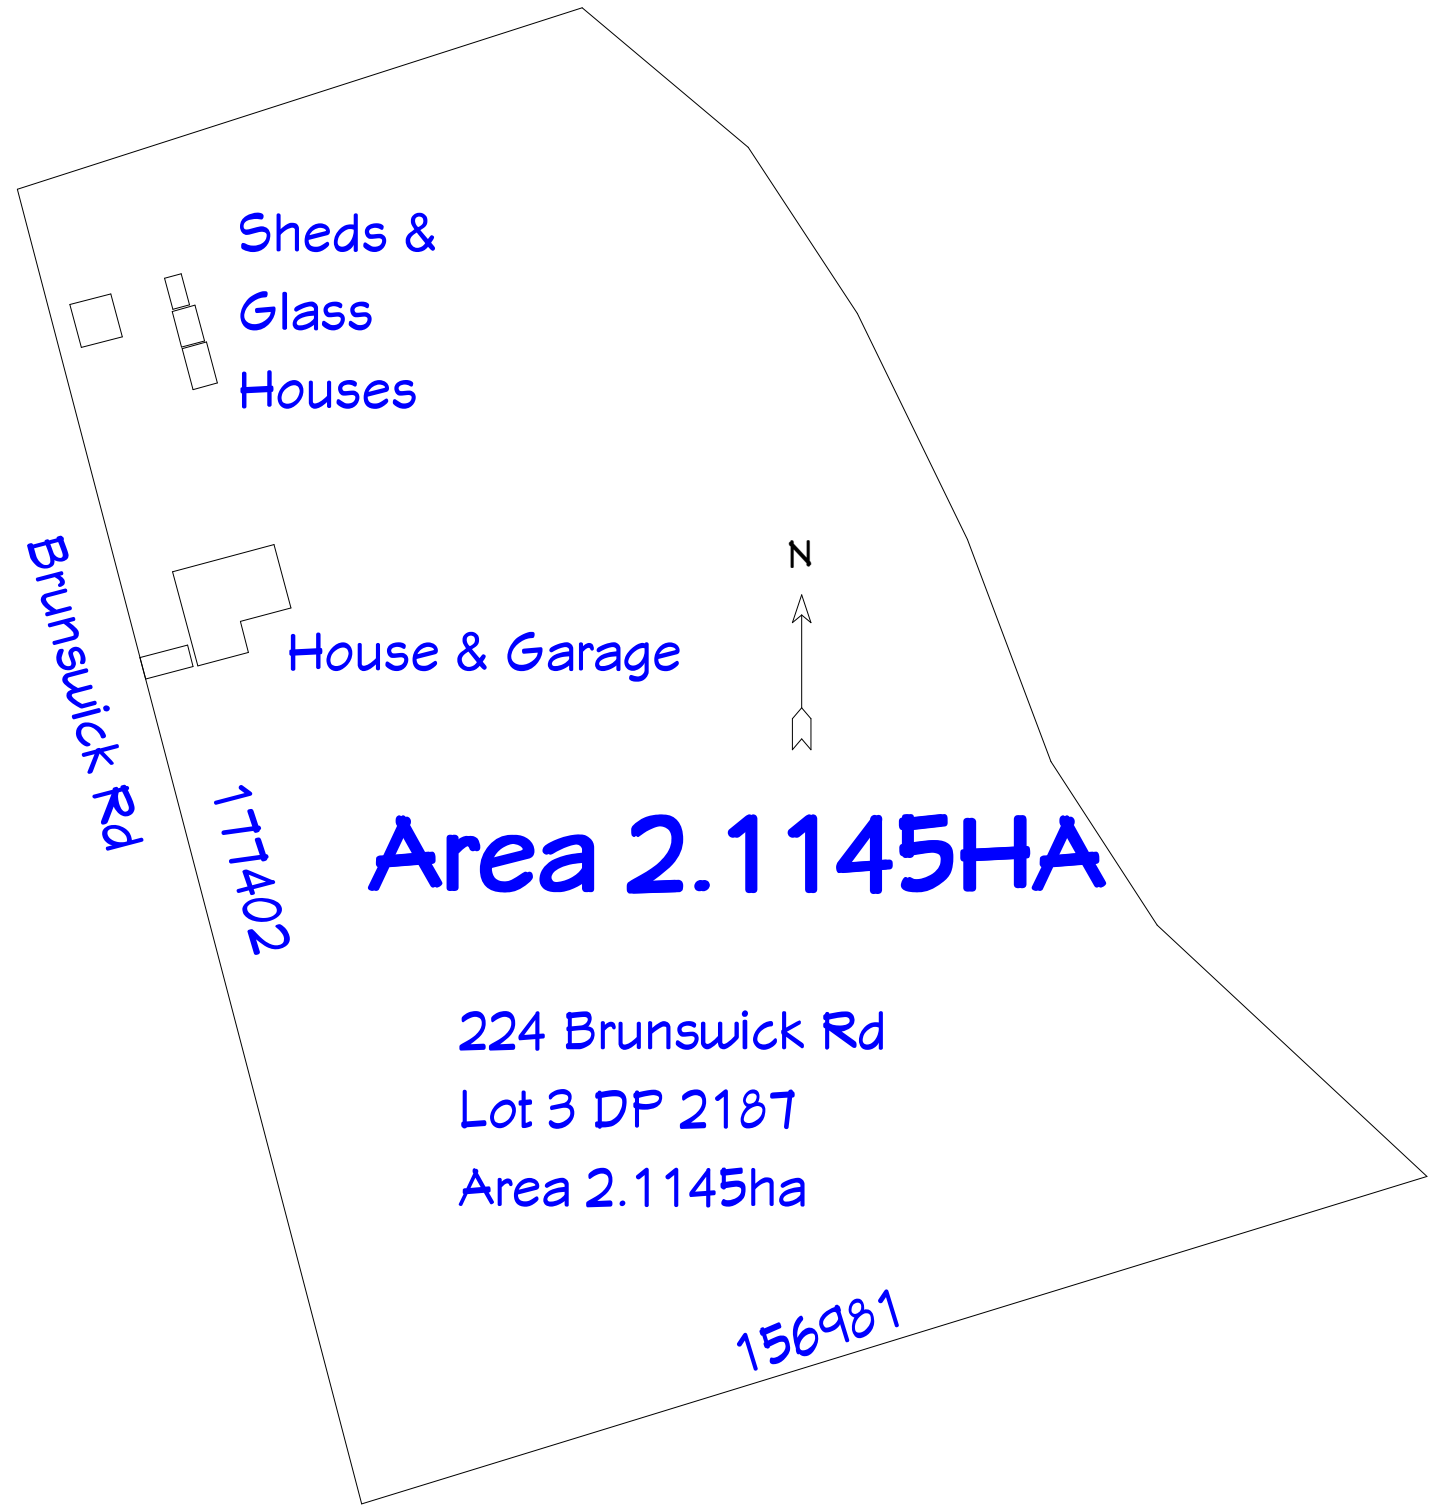 Sheds &
Glass
Houses
Brunswick Rd
N
House & Garage
177402
Area 2.1145HA
224 Brunswick Rd
Lot 3 DP 2187
Area 2.1145ha
156981